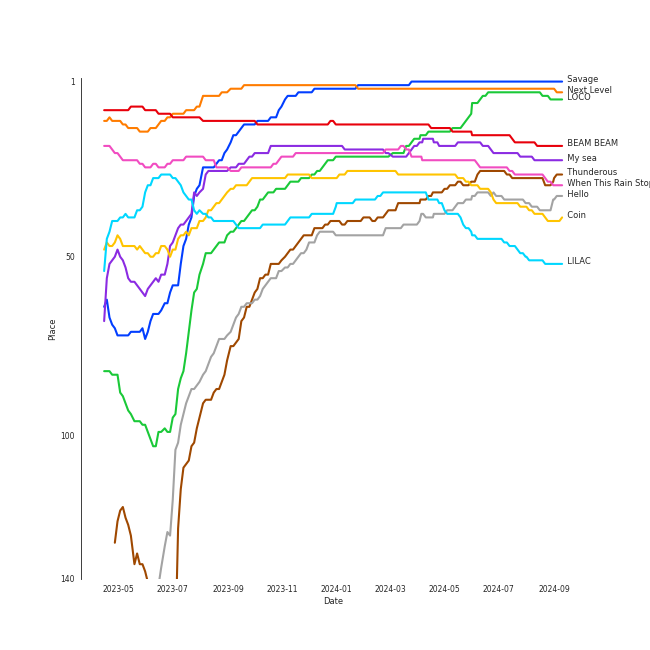 1
Savage
Next Level
LOCO
BEAM BEAM
My sea
Thunderous
When This Rain Stop
Hello
Coin
50
LILAC
Place
100
140
2023-05 2023-07 2023-09 2023-11 2024-01 2024-03 2024-05 2024-07 2024-09
Date